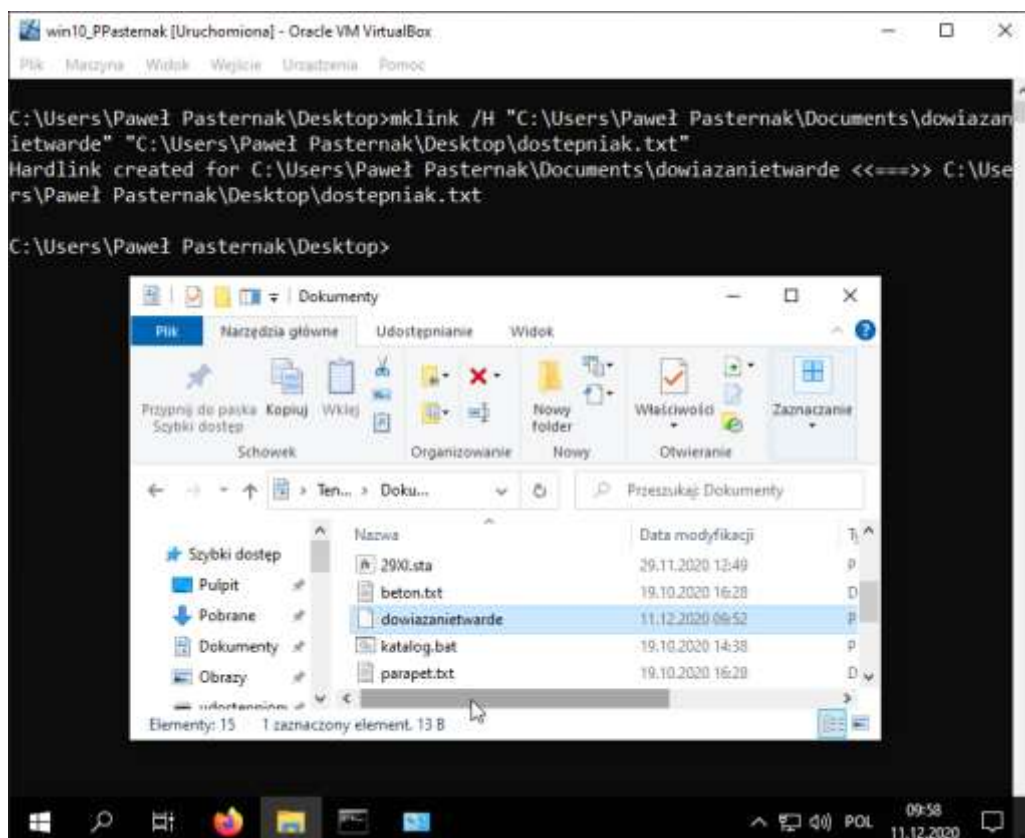 win10_PPasternak [Uruchomiona] - Oracle VM VirtualBox
Plik Maszyna Widok Wejście Urządzenia Pomoc
C:\Users\Paweł Pasternak\Desktop>mklink /H "C:\Users\Paweł Pasternak\Documents\dowiazan
ietwarde" "C:\Users\Paweł Pasternak\Desktop\dostepniak.txt"
Hardlink created for C:\Users\Paweł Pasternak\Documents\dowiazanietwarde <<===>> C:\Use
rs\Paweł Pasternak\Desktop\dostepniak.txt
C:\Users\Paweł Pasternak\Desktop>
Dokumenty
Plik Narzędzia główne Udostępnianie Widok
Przypnij do paska Szybki dostęp Kopiuj Wklej Nowy folder Właściwości Zaznaczanie
Schowek Organizowanie Nowy Otwieranie
Ten... Doku... Przeszukaj: Dokumenty
Nazwa Data modyfikacji
Szybki dostęp
29XI.sta 29.11.2020 12:49 P
Pulpit
beton.txt 19.10.2020 16:28 D
Pobrane
dowiazanietwarde 11.12.2020 09:52 P
Dokumenty
katalog.bat 19.10.2020 14:38 P
Obrazy
parapet.txt 19.10.2020 16:28 D
Elementy: 15 1 zaznaczony element. 13 B
POL 09:58
11.12.2020